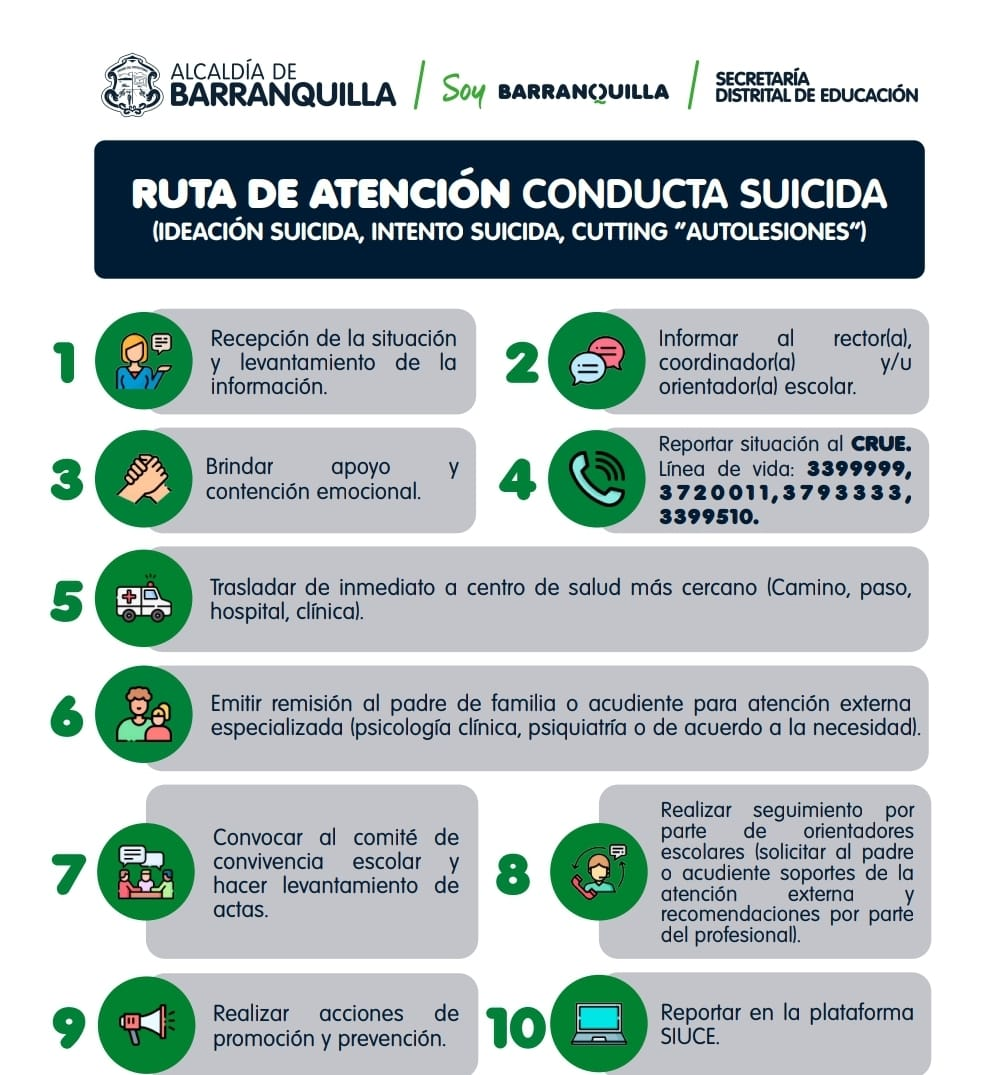 ALCALDÍA DE
BARRANQUILLA
Soy BARRANQUILLA
SECRETARÍA
DISTRITAL DE EDUCACIÓN
RUTA DE ATENCIÓN CONDUCTA SUICIDA
(IDEACIÓN SUICIDA, INTENTO SUICIDA, CUTTING “AUTOLESIONES”)
1
Recepción de la situación
y levantamiento de la
información.
2
Informar al rector(a),
coordinador(a) y/u
orientador(a) escolar.
3
Brindar apoyo y
contención emocional.
4
Reportar situación al CRUE.
Línea de vida: 3399999,
3720011,3793333,
3399510.
5
Trasladar de inmediato a centro de salud más cercano (Camino, paso,
hospital, clínica).
6
Emitir remisión al padre de familia o acudiente para atención externa
especializada (psicología clínica, psiquiatría o de acuerdo a la necesidad).
7
Convocar al comité de
convivencia escolar y
hacer levantamiento de
actas.
8
Realizar seguimiento por
parte de orientadores
escolares (solicitar al padre
o acudiente soportes de la
atención externa y
recomendaciones por parte
del profesional).
9
Realizar acciones de
promoción y prevención.
10
Reportar en la plataforma
SIUCE.